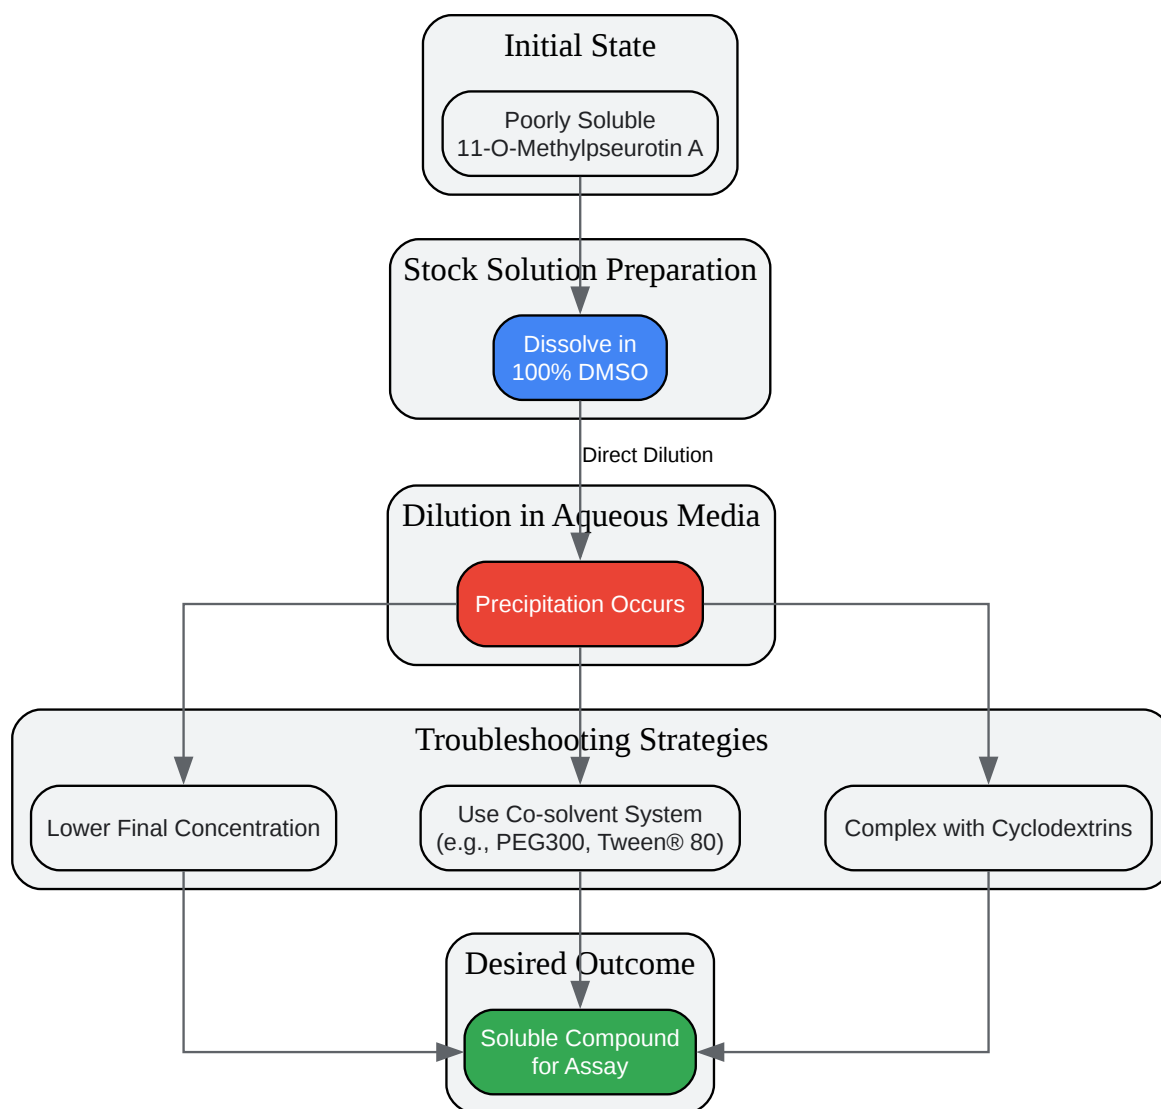 Initial State
Poorly Soluble
11-O-Methylpseurotin A
Stock Solution Preparation
Dissolve in
100% DMSO
Direct Dilution
Dilution in Aqueous Media
Precipitation Occurs
Troubleshooting Strategies
Lower Final Concentration
Use Co-solvent System
(e.g., PEG300, Tween® 80)
Complex with Cyclodextrins
Desired Outcome
Soluble Compound
for Assay